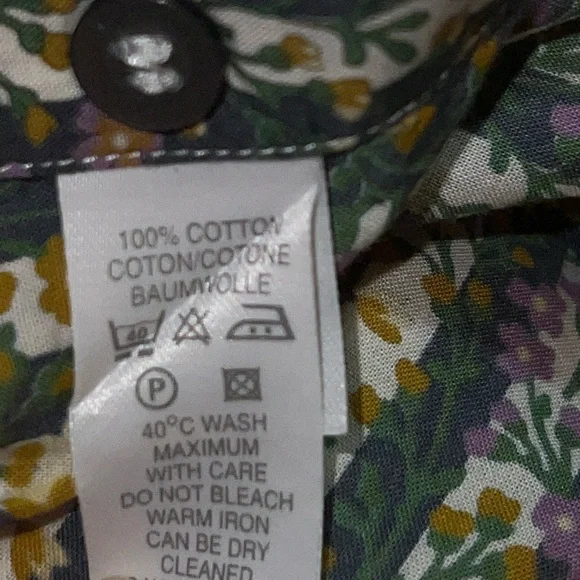 100% COTTON
COTON/COTONE
BAUMWOLLE
40
P
40°C WASH
MAXIMUM
WITH CARE
DO NOT BLEACH
WARM IRON
CAN BE DRY
CLEANED